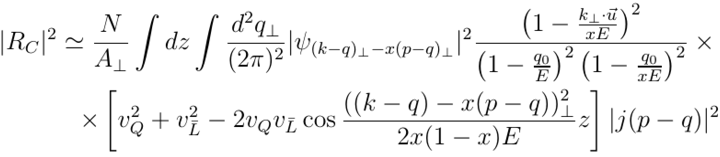 |R_C|^2 \simeq \frac{N}{A_\perp} \int dz \int \frac{d^2 q_\perp}{(2\pi)^2} |\psi_{(k-q)_\perp - x(p-q)_\perp}|^2 \frac{\left(1 - \frac{k_\perp \cdot \vec{u}}{xE}\right)^2}{\left(1 - \frac{q_0}{E}\right)^2 \left(1 - \frac{q_0}{xE}\right)^2} \times
\times \left[ v_Q^2 + v_{\bar{L}}^2 - 2 v_Q v_{\bar{L}} \cos \frac{((k-q) - x(p-q))_\perp^2}{2x(1-x)E} z \right] |j(p-q)|^2